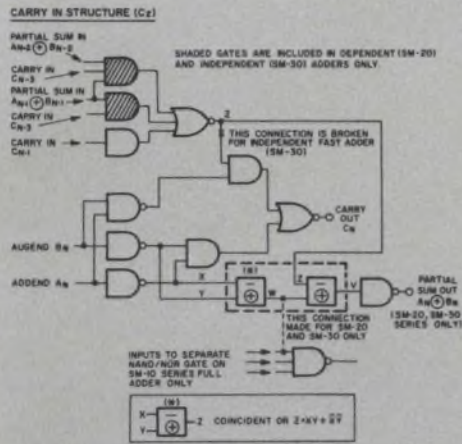 CARRY IN STRUCTURE (Cz)
PARTIAL SUM IN
AN-2 ⊕ BN-2
CARRY IN
CN-3
PARTIAL SUM IN
AN-1 ⊕ BN-1
CARRY IN
CN-3
CARRY IN
CN-1
SHADED GATES ARE INCLUDED IN DEPENDENT (SM-20)
AND INDEPENDENT (SM-30) ADDERS ONLY.
Z
THIS CONNECTION IS BROKEN
FOR INDEPENDENT FAST ADDER
(SM-30)
CARRY
OUT
CN
AUGEND BN
ADDEND AN
X
Y
(N)
W
Z
V
PARTIAL
SUM OUT
AN ⊕ BN
(SM-20, SM-30
SERIES ONLY)
THIS CONNECTION
MADE FOR SM-20
AND SM-30 ONLY
INPUTS TO SEPARATE
NAND/NOR GATE ON
SM-10 SERIES FULL
ADDER ONLY
(N)
X
Y
Z
COINCIDENT OR Z=XY+X̅Y̅